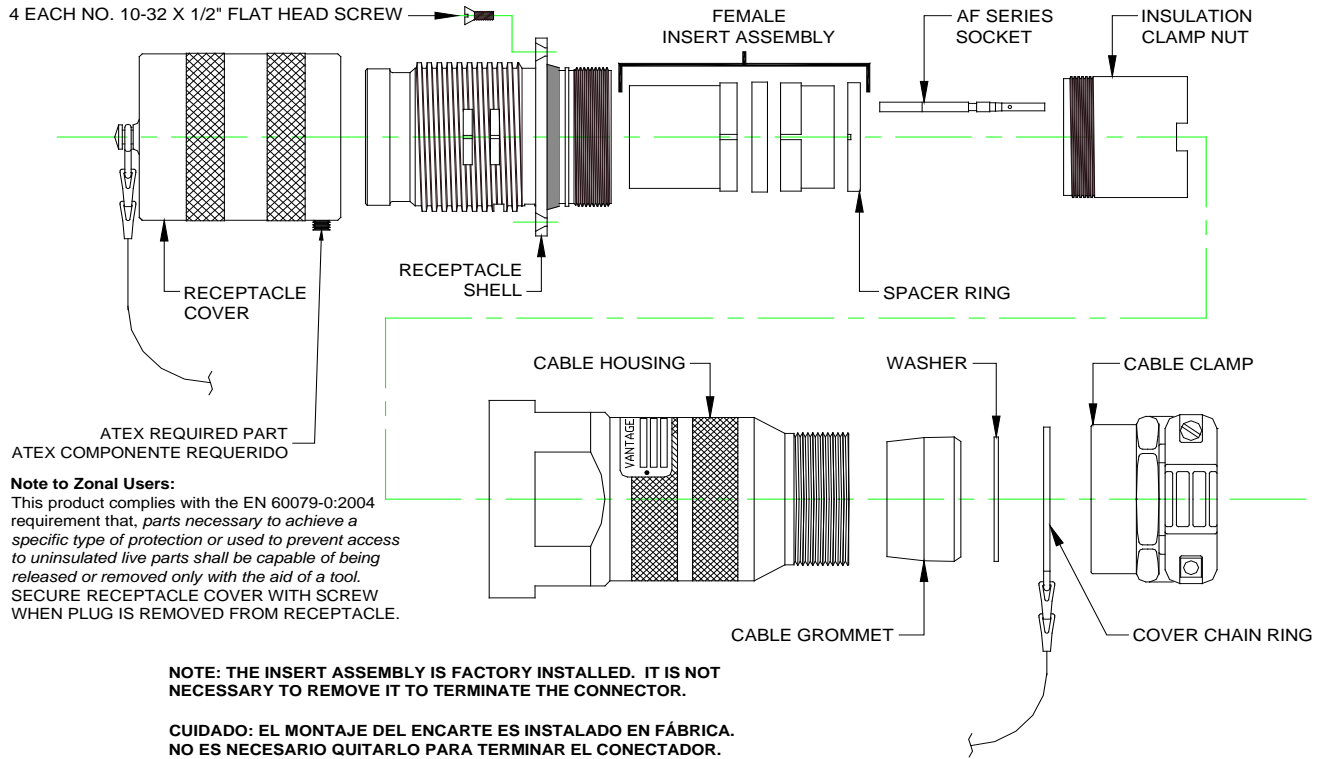 4 EACH NO. 10-32 X 1/2" FLAT HEAD SCREW
FEMALE
INSERT ASSEMBLY
AF SERIES
SOCKET
INSULATION
CLAMP NUT
RECEPTACLE
COVER
RECEPTACLE
SHELL
SPACER RING
ATEX REQUIRED PART
ATEX COMPONENTE REQUERIDO
CABLE HOUSING
WASHER
CABLE CLAMP
VANTAGE
CABLE GROMMET
COVER CHAIN RING
Note to Zonal Users:
This product complies with the EN 60079-0:2004
requirement that, parts necessary to achieve a
specific type of protection or used to prevent access
to uninsulated live parts shall be capable of being
released or removed only with the aid of a tool.
SECURE RECEPTACLE COVER WITH SCREW
WHEN PLUG IS REMOVED FROM RECEPTACLE.
NOTE: THE INSERT ASSEMBLY IS FACTORY INSTALLED. IT IS NOT
NECESSARY TO REMOVE IT TO TERMINATE THE CONNECTOR.
CUIDADO: EL MONTAJE DEL ENCARTE ES INSTALADO EN FÁBRICA.
NO ES NECESARIO QUITARLO PARA TERMINAR EL CONECTADOR.